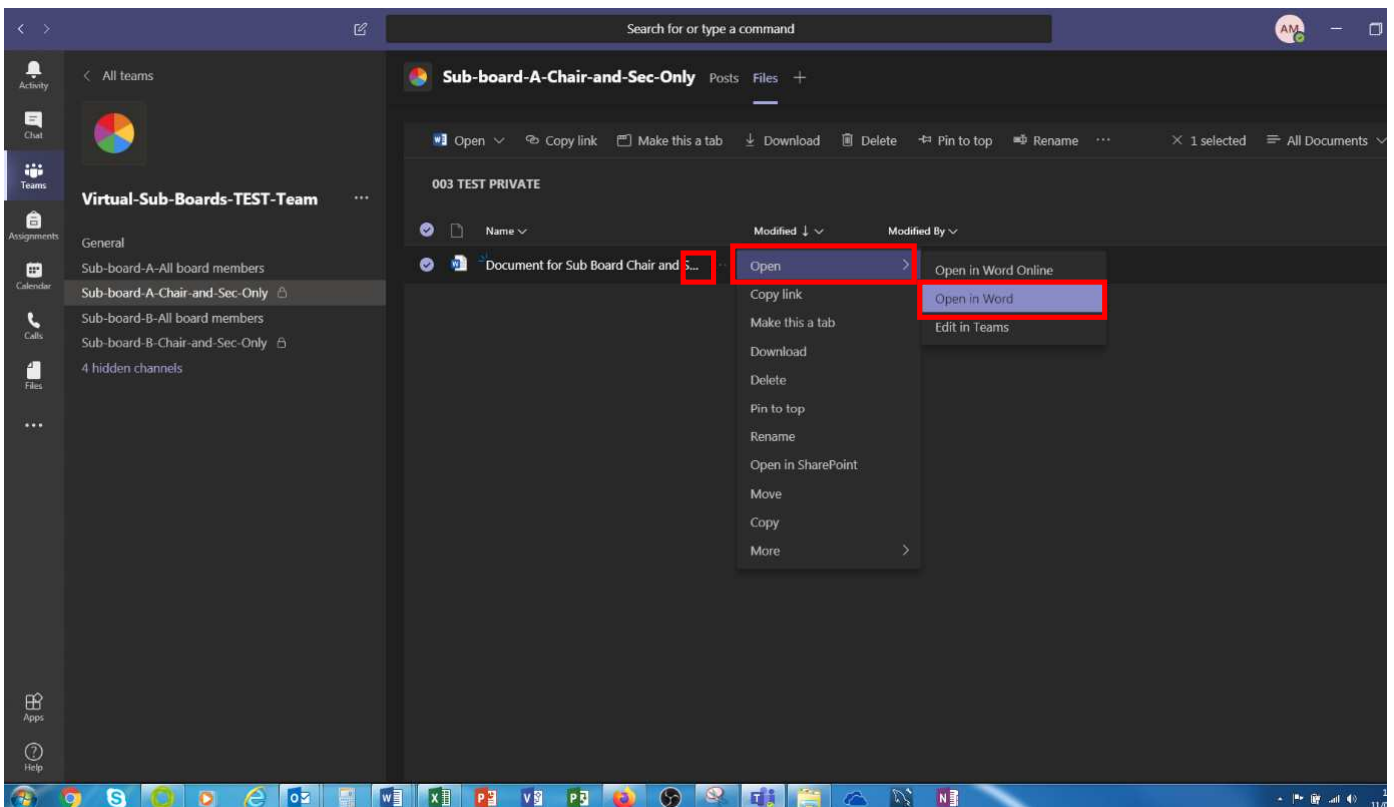 Search for or type a command
AM
Activity
Chat
Teams
Assignments
Calendar
Calls
Files
Apps
Help
All teams
Virtual-Sub-Boards-TEST-Team
General
Sub-board-A-All board members
Sub-board-A-Chair-and-Sec-Only
Sub-board-B-All board members
Sub-board-B-Chair-and-Sec-Only
4 hidden channels
Sub-board-A-Chair-and-Sec-Only Posts Files
Open Copy link Make this a tab Download Delete Pin to top Rename 1 selected All Documents
003 TEST PRIVATE
Name Modified Modified By
Document for Sub Board Chair and S...
Open
Copy link
Make this a tab
Download
Delete
Pin to top
Rename
Open in SharePoint
Move
Copy
More
Open in Word Online
Open in Word
Edit in Teams